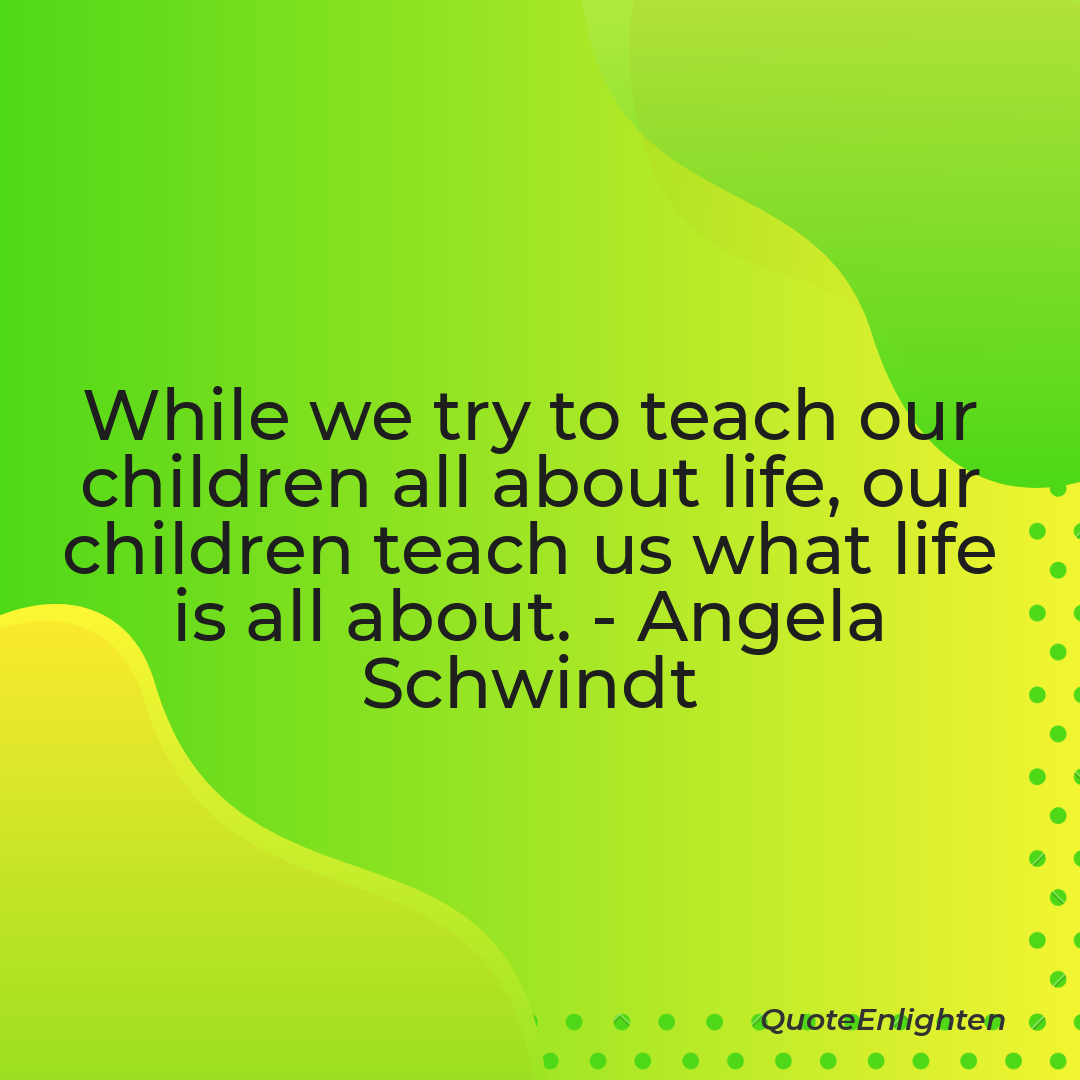 While we try to teach our
children all about life, our
children teach us what life
is all about. - Angela
Schwindt
QuoteEnlighten